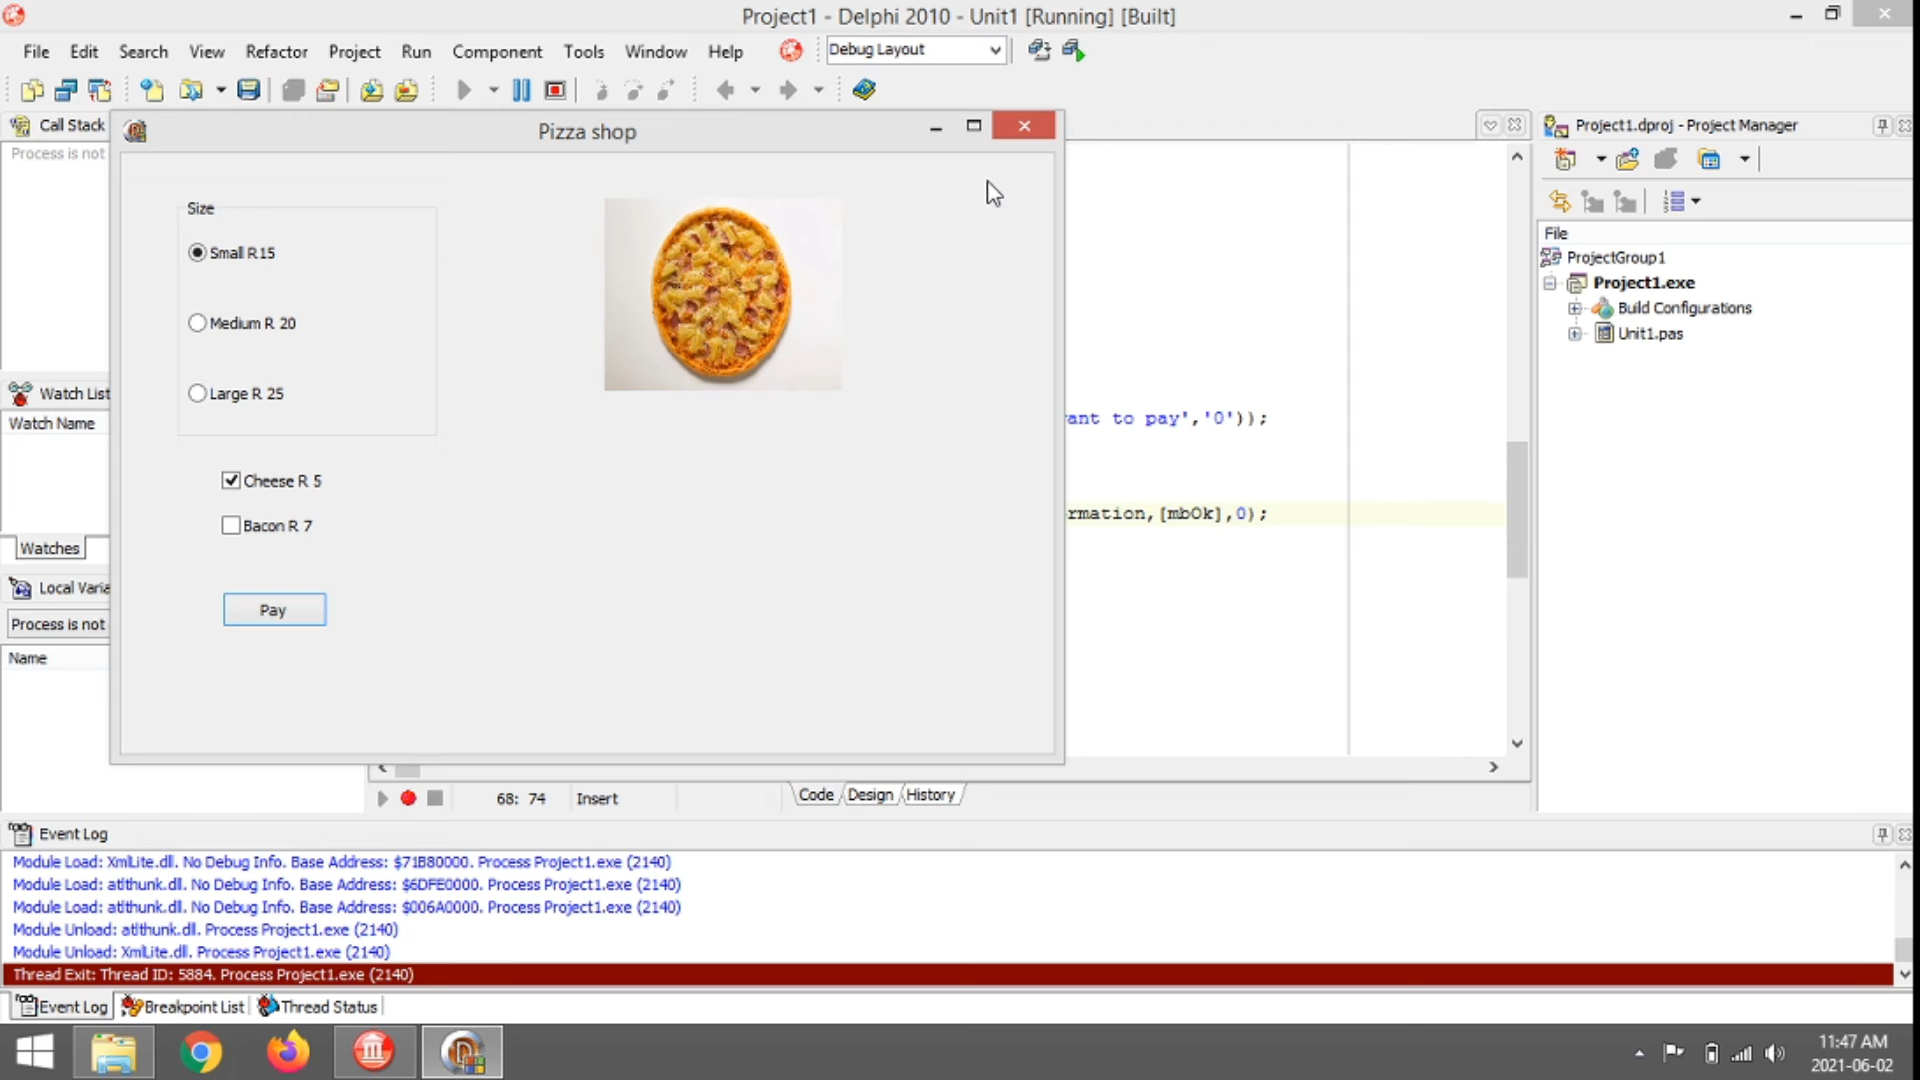 Project1 - Delphi 2010 - Unit1 [Running] [Built]
File Edit Search View Refactor Project Run Component Tools Window Help Debug Layout
Call Stack
Pizza shop
Project1.dproj - Project Manager
Process is not
Size
Small R15
Medium R 20
Large R 25
Cheese R 5
Bacon R 7
Pay
File
ProjectGroup1
Project1.exe
Build Configurations
Unit1.pas
Watch List
Watch Name
Watches
ant to pay','0'));
rmation,[mbOk],0);
Local Varia
Process is not
Name
68: 74 Insert
Code Design History
Event Log
Module Load: XmlLite.dll. No Debug Info. Base Address: $71B80000. Process Project1.exe (2140)
Module Load: atlthunk.dll. No Debug Info. Base Address: $6DFE0000. Process Project1.exe (2140)
Module Load: atlthunk.dll. No Debug Info. Base Address: $006A0000. Process Project1.exe (2140)
Module Unload: atlthunk.dll. Process Project1.exe (2140)
Module Unload: XmlLite.dll. Process Project1.exe (2140)
Thread Exit: Thread ID: 5884. Process Project1.exe (2140)
Event Log Breakpoint List Thread Status
11:47 AM
2021-06-02